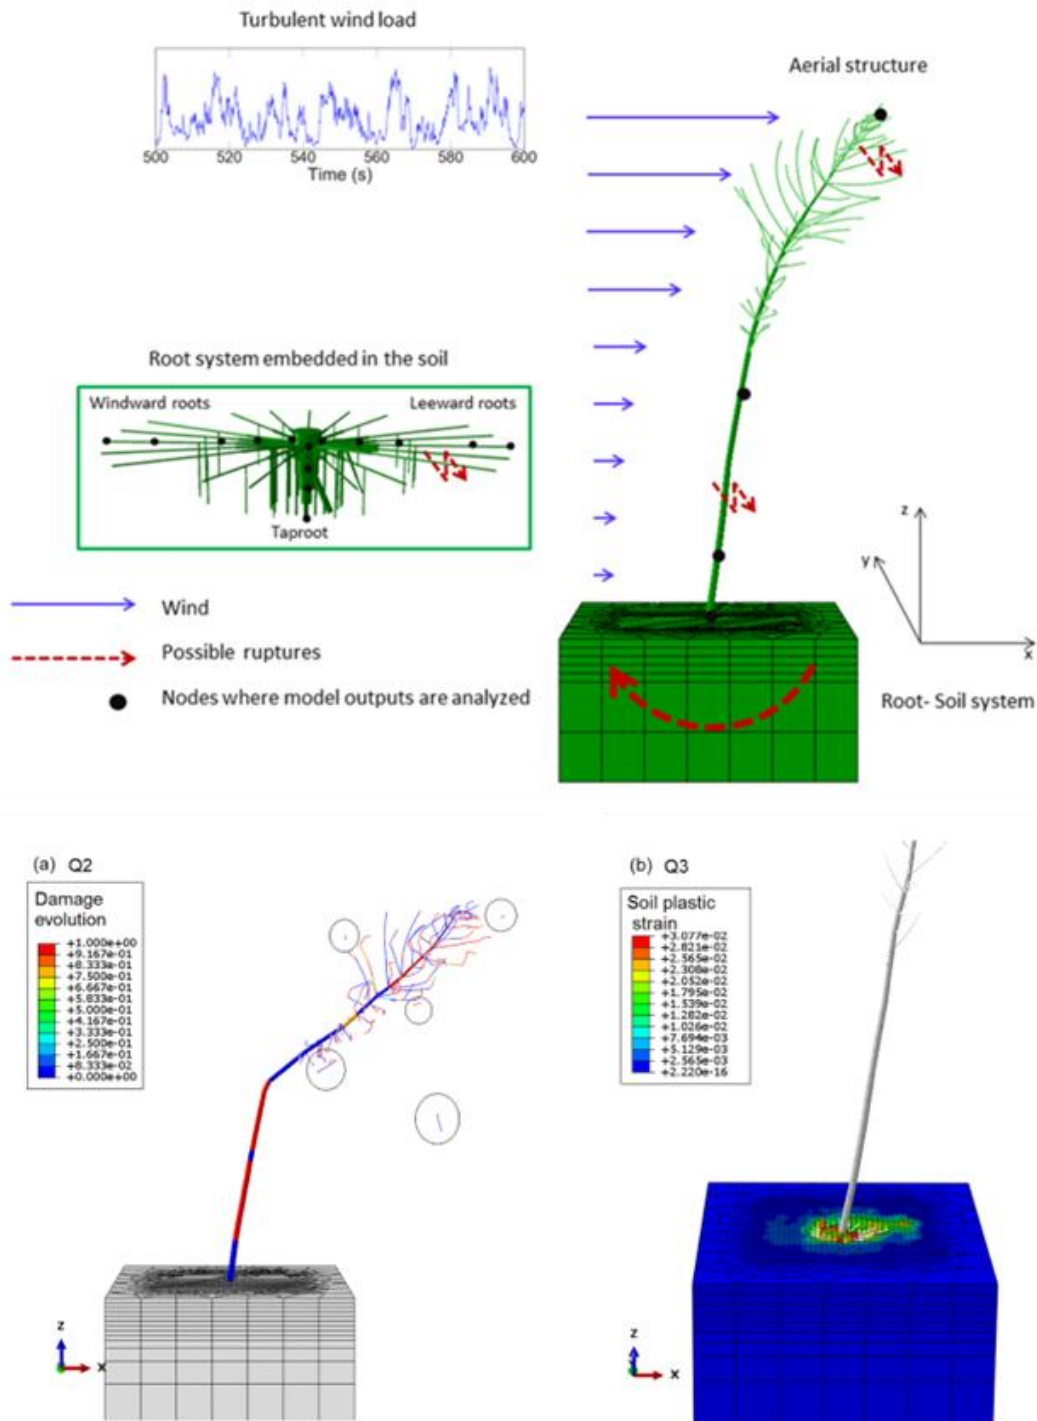 Turbulent wind load
500 520 540 560 580 600
Time (s)
Aerial structure
Root system embedded in the soil
Windward roots
Leeward roots
Taproot
Wind
Possible ruptures
Nodes where model outputs are analyzed
z
y
x
Root- Soil system
(a) Q2
Damage
evolution
+1.000e+00
+9.167e-01
+8.333e-01
+7.500e-01
+6.667e-01
+5.833e-01
+5.000e-01
+4.167e-01
+3.333e-01
+2.500e-01
+1.667e-01
+8.333e-02
+0.000e+00
z
x
(b) Q3
Soil plastic
strain
+3.077e-02
+2.821e-02
+2.565e-02
+2.308e-02
+2.052e-02
+1.795e-02
+1.539e-02
+1.282e-02
+1.026e-02
+7.694e-03
+5.129e-03
+2.565e-03
+2.220e-16
z
x